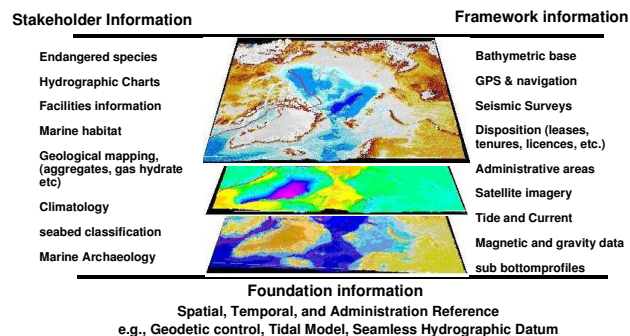 Stakeholder Information
Endangered species
Hydrographic Charts
Facilities information
Marine habitat
Geological mapping,
(aggregates, gas hydrate
etc)
Climatology
seabed classification
Marine Archaeology
Framework information
Bathymetric base
GPS & navigation
Seismic Surveys
Disposition (leases,
tenures, licences, etc.)
Administrative areas
Satellite imagery
Tide and Current
Magnetic and gravity data
sub bottomprofiles
Foundation information
Spatial, Temporal, and Administration Reference
e.g., Geodetic control, Tidal Model, Seamless Hydrographic Datum